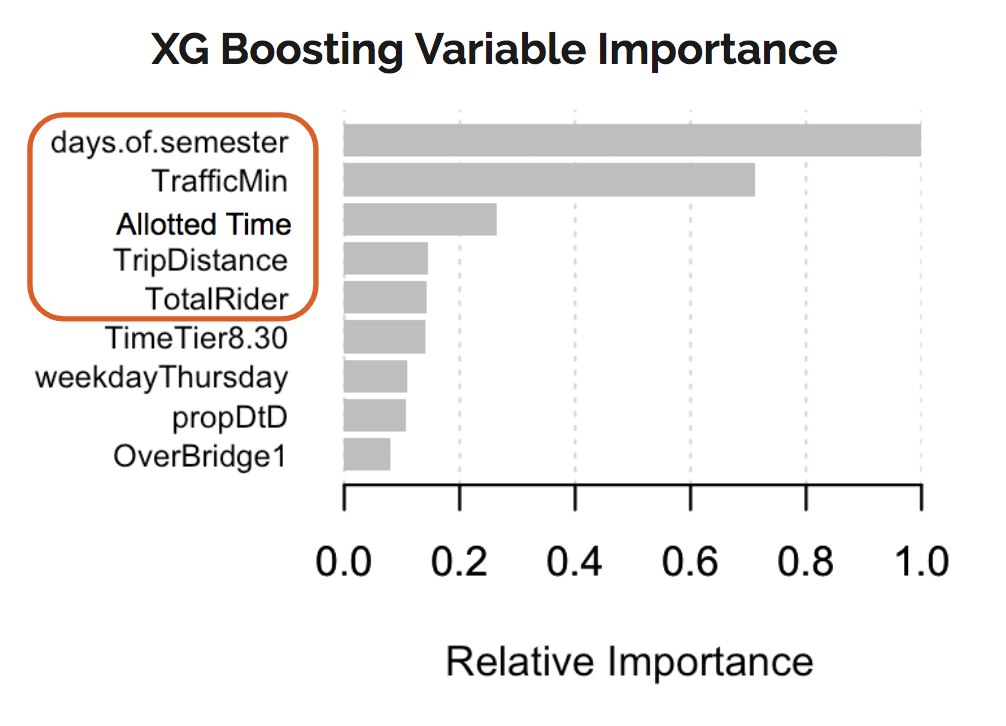 XG Boosting Variable Importance
days.of.semester
TrafficMin
Allotted Time
TripDistance
TotalRider
TimeTier8.30
weekdayThursday
propDtD
OverBridge1
0.0 0.2 0.4 0.6 0.8 1.0
Relative Importance